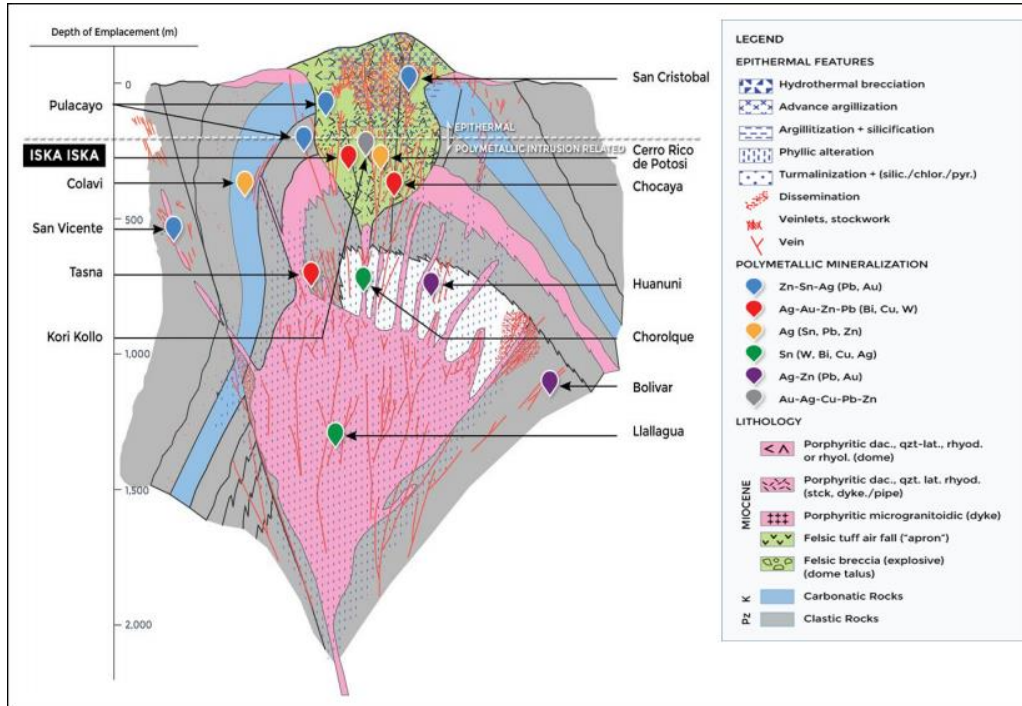 Depth of Emplacement (m)
0
500
1,000
1,500
2,000
Pulacayo
ISKA ISKA
Colavi
San Vicente
Tasna
Kori Kollo
San Cristobal
EPITHERMAL
POLYMETALLIC INTRUSION RELATED
Cerro Rico
de Potosi
Chocaya
Huanuni
Chorolque
Bolivar
Llallagua
LEGEND
EPITHERMAL FEATURES
Hydrothermal brecciation
Advance argillization
Argillitization + silicification
Phyllic alteration
Turmalinization + (silic./chlor./pyr.)
Dissemination
Veinlets, stockwork
Vein
POLYMETALLIC MINERALIZATION
Zn-Sn-Ag (Pb, Au)
Ag-Au-Zn-Pb (Bi, Cu, W)
Ag (Sn, Pb, Zn)
Sn (W, Bi, Cu, Ag)
Ag-Zn (Pb, Au)
Au-Ag-Cu-Pb-Zn
LITHOLOGY
MIOCENE
Porphyritic dac., qzt-lat., rhyod.
or rhyol. (dome)
Porphyritic dac., qzt. lat. rhyod.
(stck, dyke./pipe)
Porphyritic microgranitoidic (dyke)
Felsic tuff air fall ("apron")
Felsic breccia (explosive)
(dome talus)
K
Carbonatic Rocks
Pz
Clastic Rocks